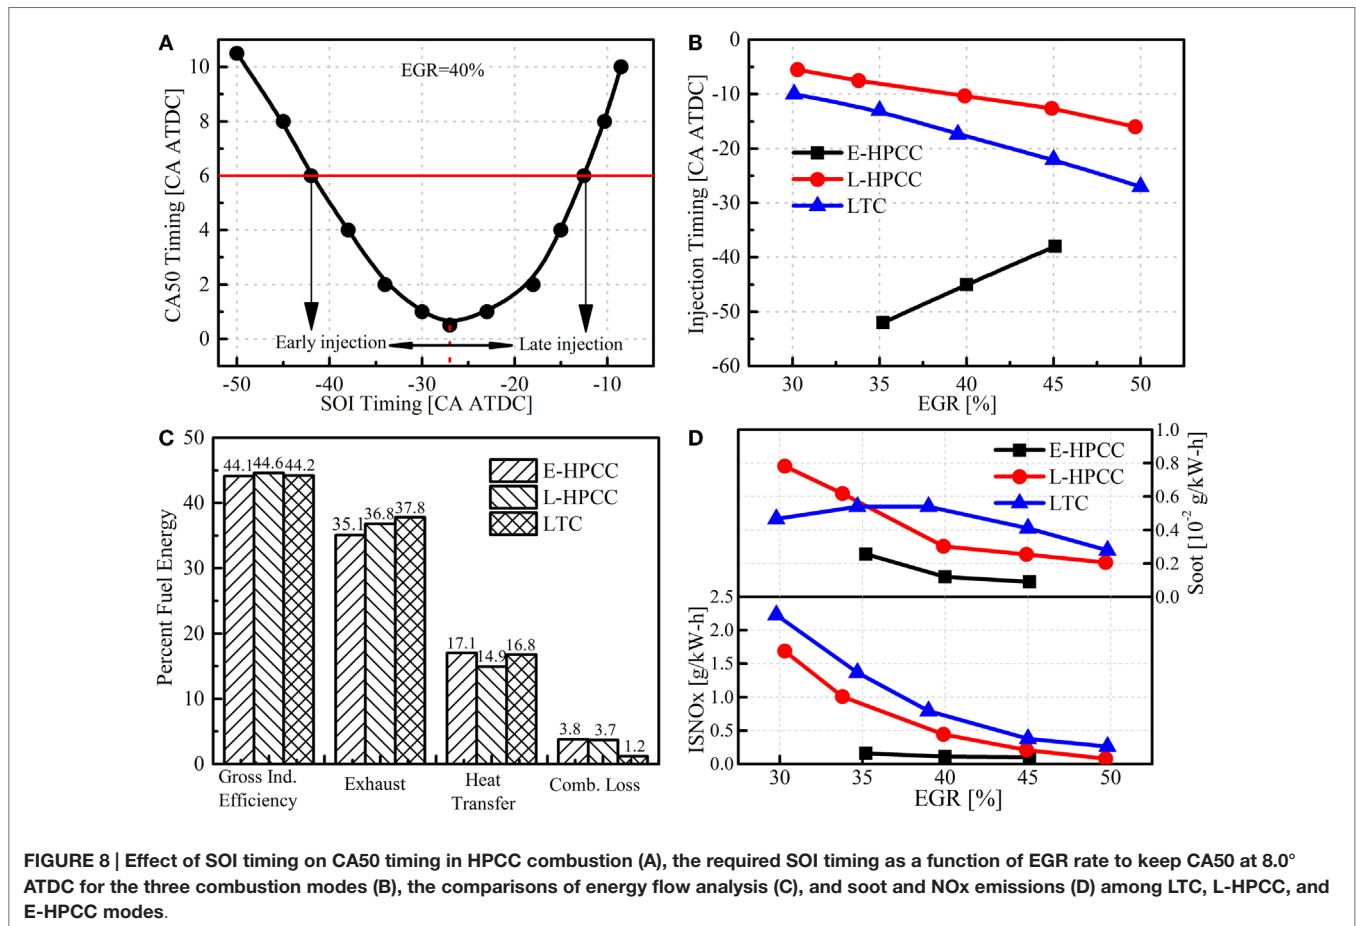 A
EGR=40%
CA50 Timing [CA ATDC]
10
8
6
4
2
0
Early injection
Late injection
-50
-40
-30
-20
-10
SOI Timing [CA ATDC]
B
Injection Timing [CA ATDC]
0
-10
-20
-30
-40
-50
-60
E-HPCC
L-HPCC
LTC
30
35
40
45
50
EGR [%]
C
Percent Fuel Energy
50
40
30
20
10
0
E-HPCC
L-HPCC
LTC
44.1
44.6
44.2
35.1
36.8
37.8
17.1
14.9
16.8
3.8
3.7
1.2
Gross Ind.
Efficiency
Exhaust
Heat
Transfer
Comb. Loss
D
E-HPCC
L-HPCC
LTC
1.0
0.8
0.6
0.4
0.2
0.0
Soot [10⁻² g/kW-h]
ISNOx [g/kW-h]
2.5
2.0
1.5
1.0
0.5
0.0
30
35
40
45
50
EGR [%]
FIGURE 8 | Effect of SOI timing on CA50 timing in HPCC combustion (A), the required SOI timing as a function of EGR rate to keep CA50 at 8.0°
ATDC for the three combustion modes (B), the comparisons of energy flow analysis (C), and soot and NOx emissions (D) among LTC, L-HPCC, and
E-HPCC modes.